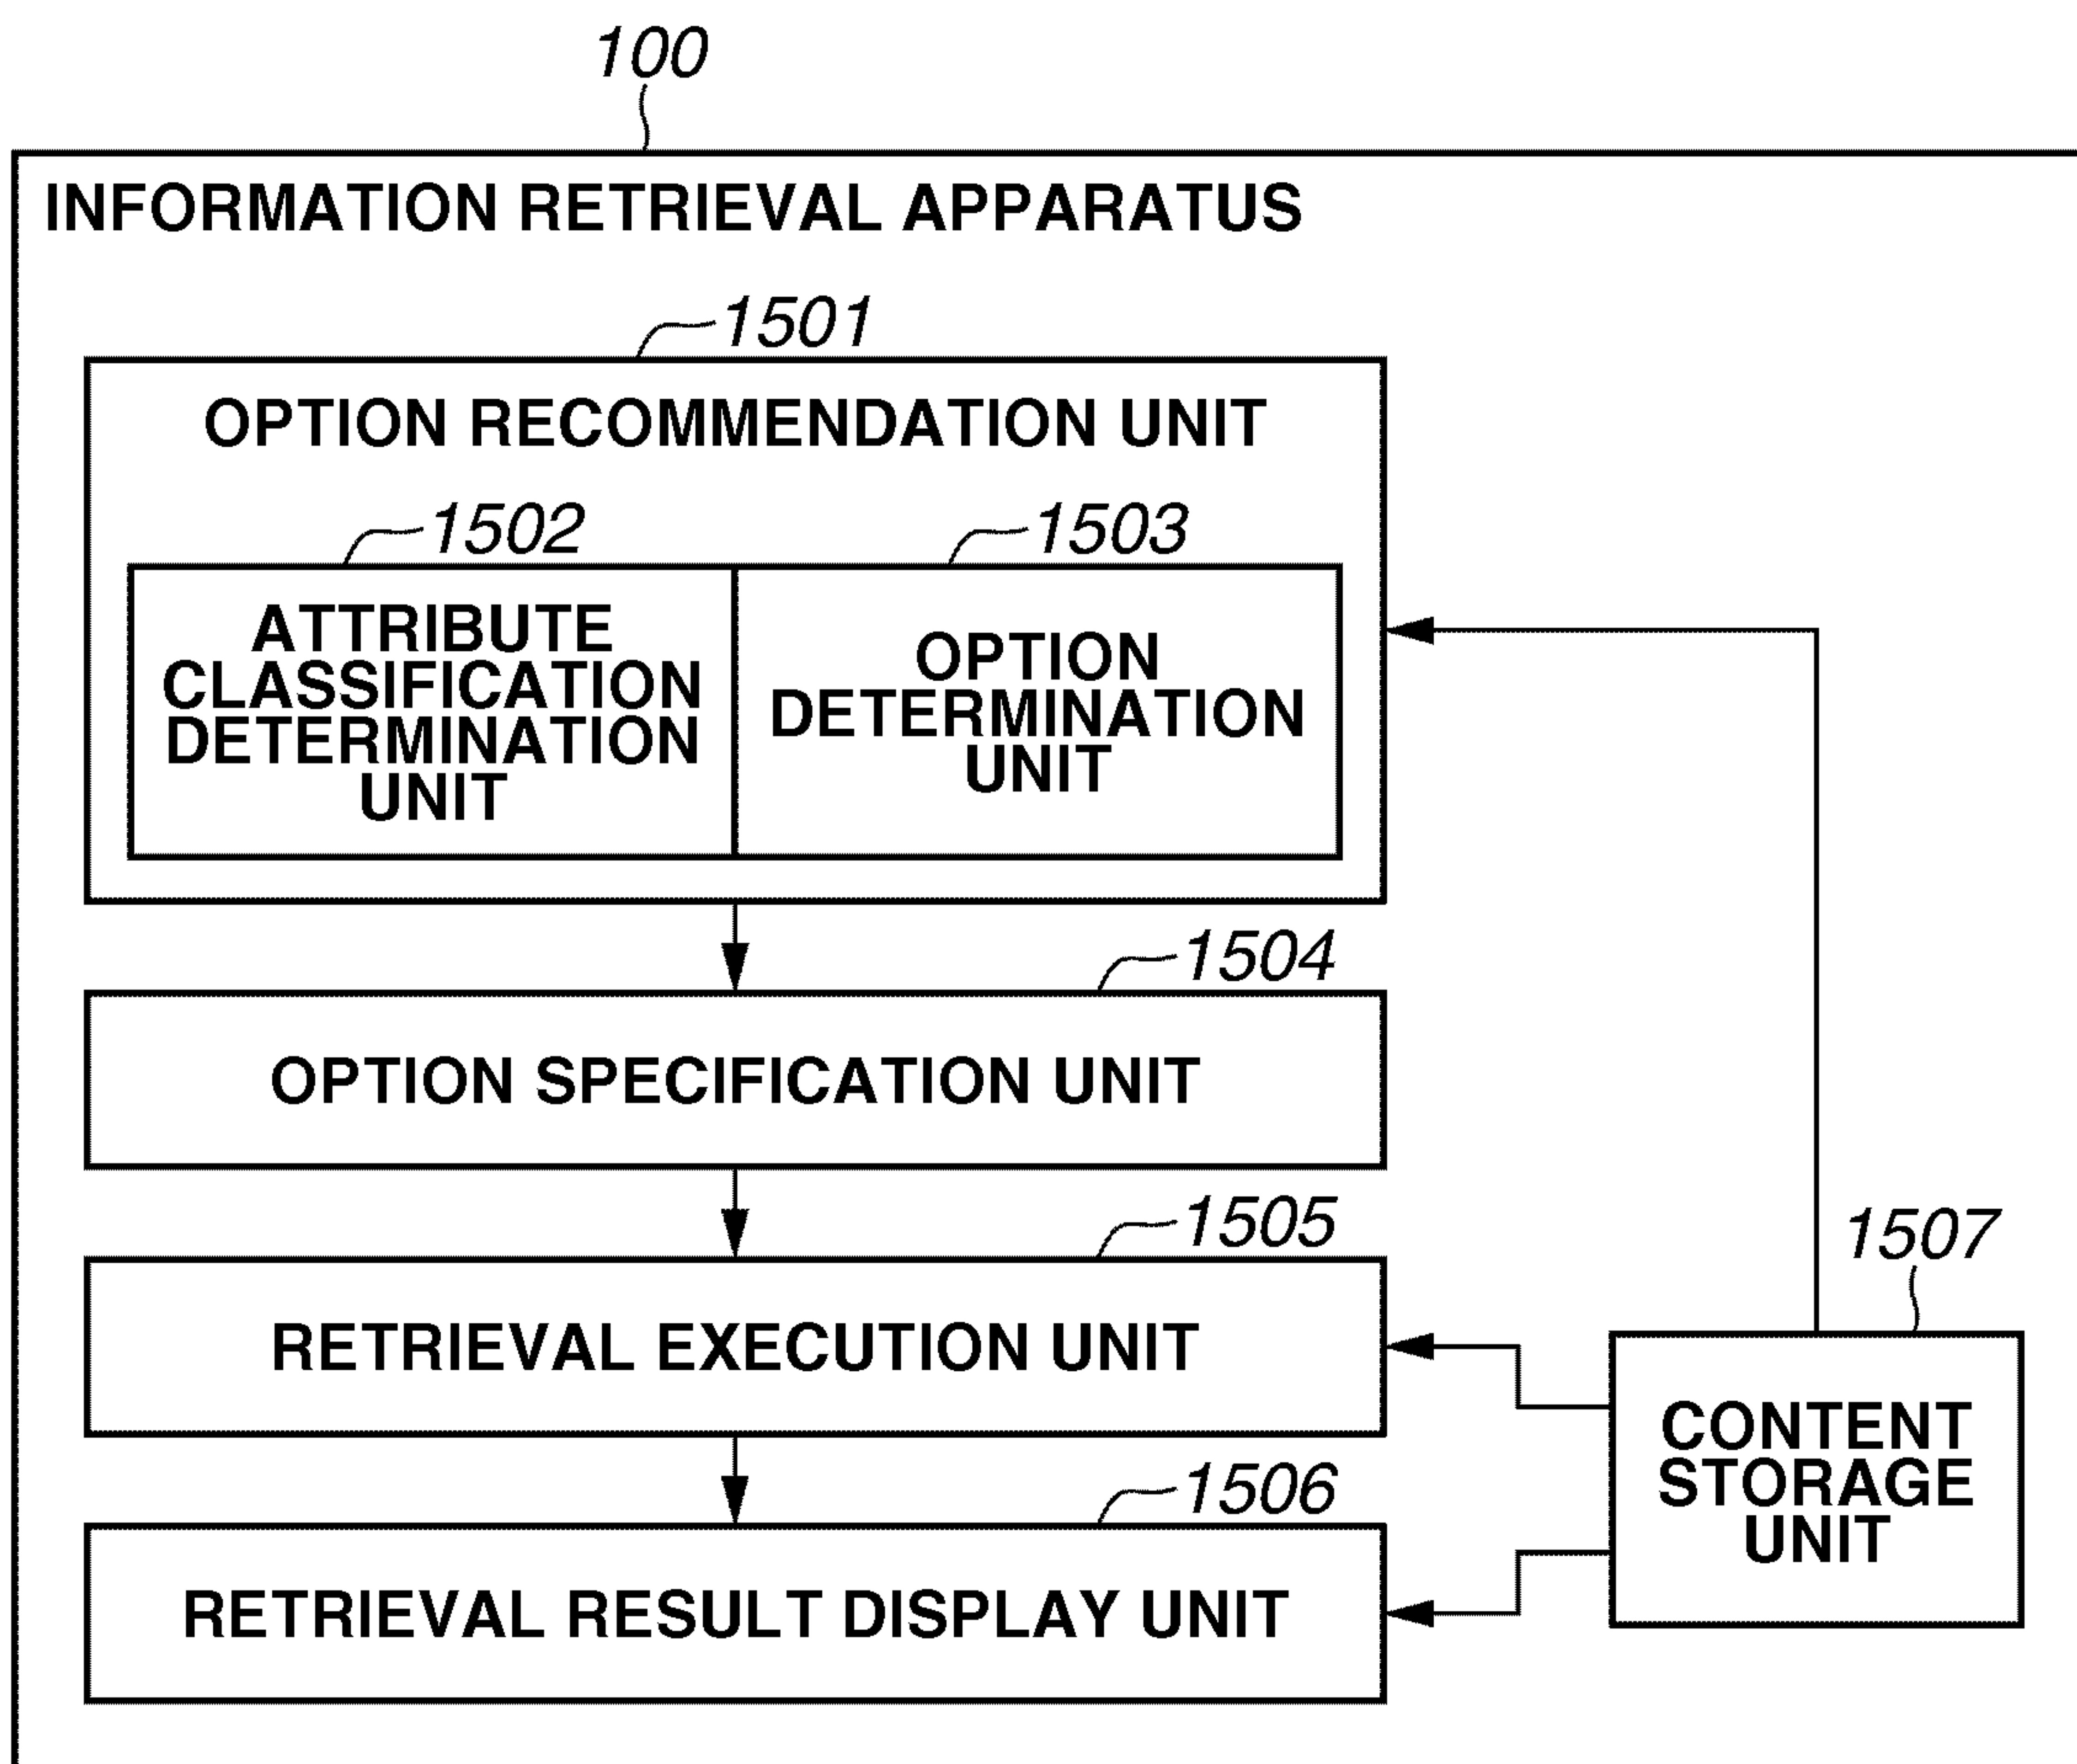 100
INFORMATION RETRIEVAL APPARATUS
1501
OPTION RECOMMENDATION UNIT
1502
1503
ATTRIBUTE
CLASSIFICATION
DETERMINATION
UNIT
OPTION
DETERMINATION
UNIT
1504
OPTION SPECIFICATION UNIT
1505
RETRIEVAL EXECUTION UNIT
1506
RETRIEVAL RESULT DISPLAY UNIT
1507
CONTENT
STORAGE
UNIT